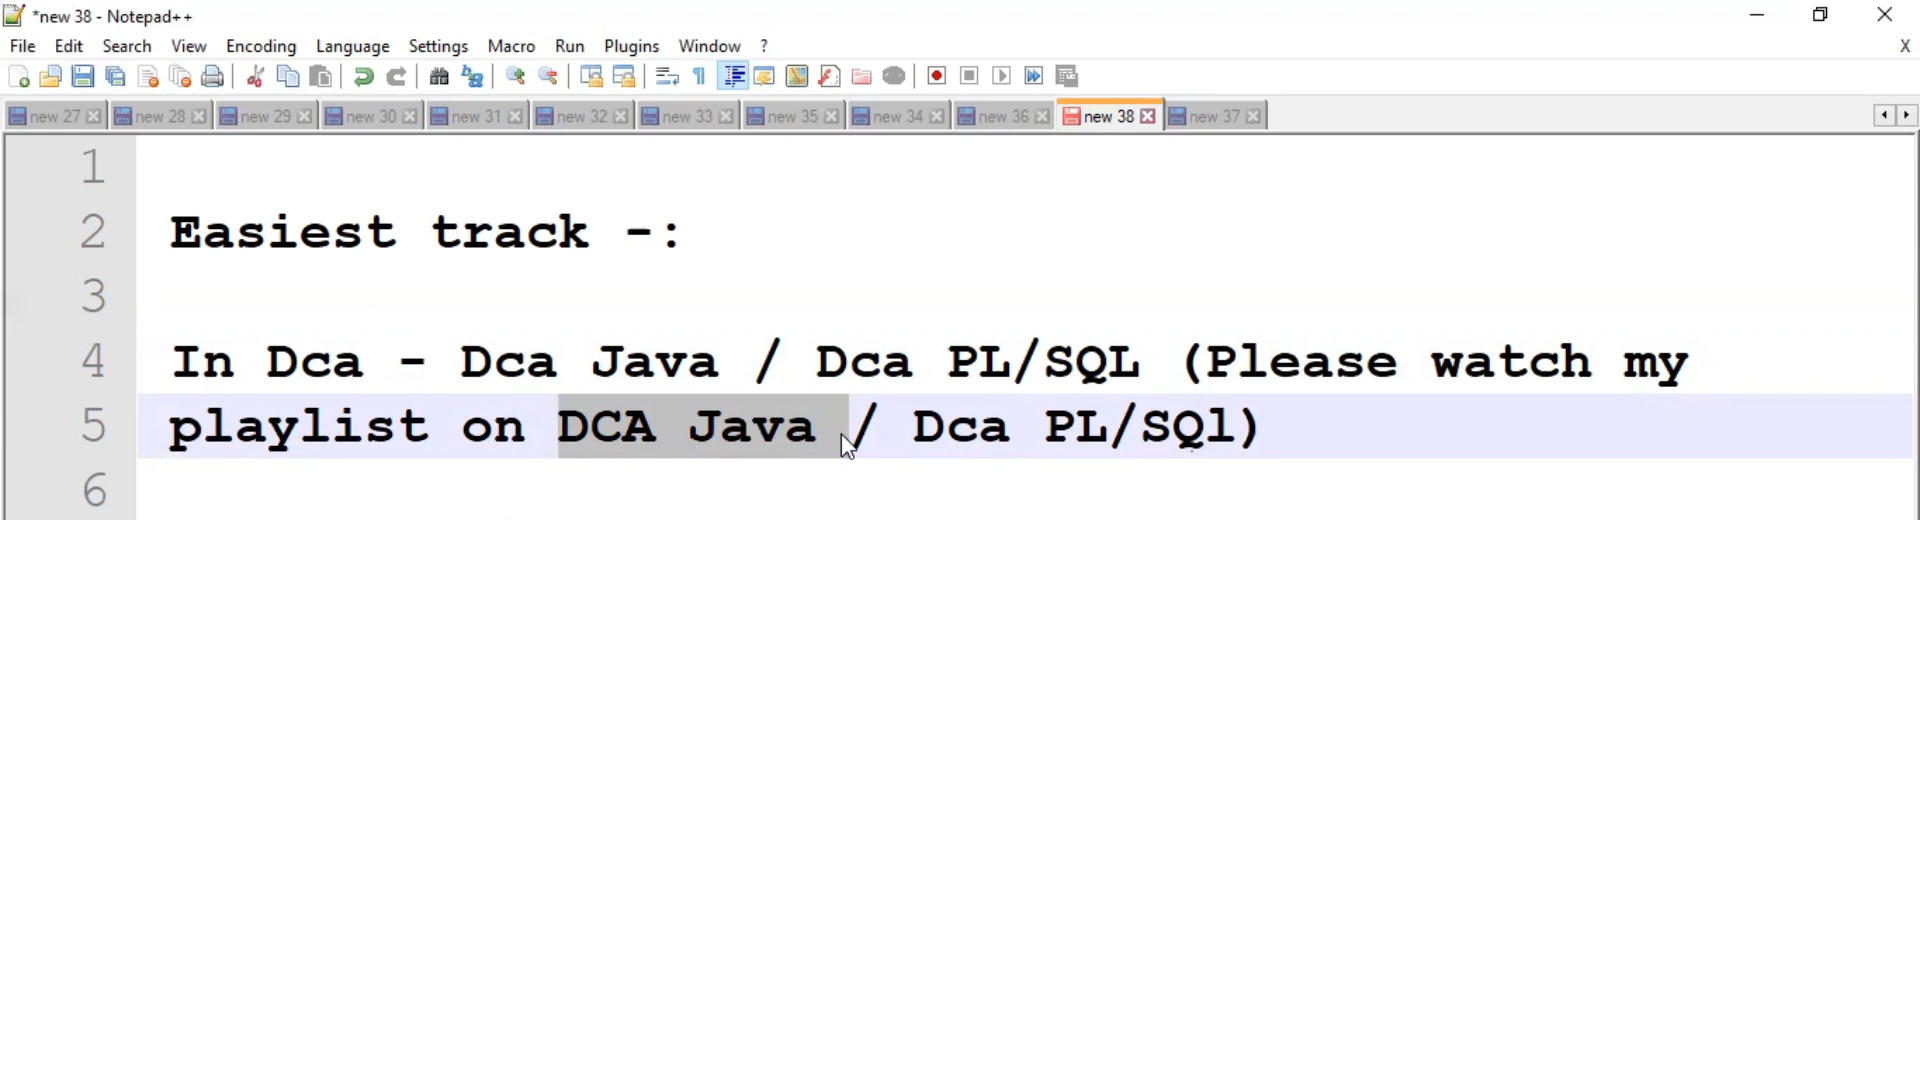 *new 38 - Notepad++
File Edit Search View Encoding Language Settings Macro Run Plugins Window ? X
new 27 new 28 new 29 new 30 new 31 new 32 new 33 new 35 new 34 new 36 new 38 new 37
1
2 Easiest track -:
3
4 In Dca - Dca Java / Dca PL/SQL (Please watch my
5 playlist on DCA Java / Dca PL/SQl)
6